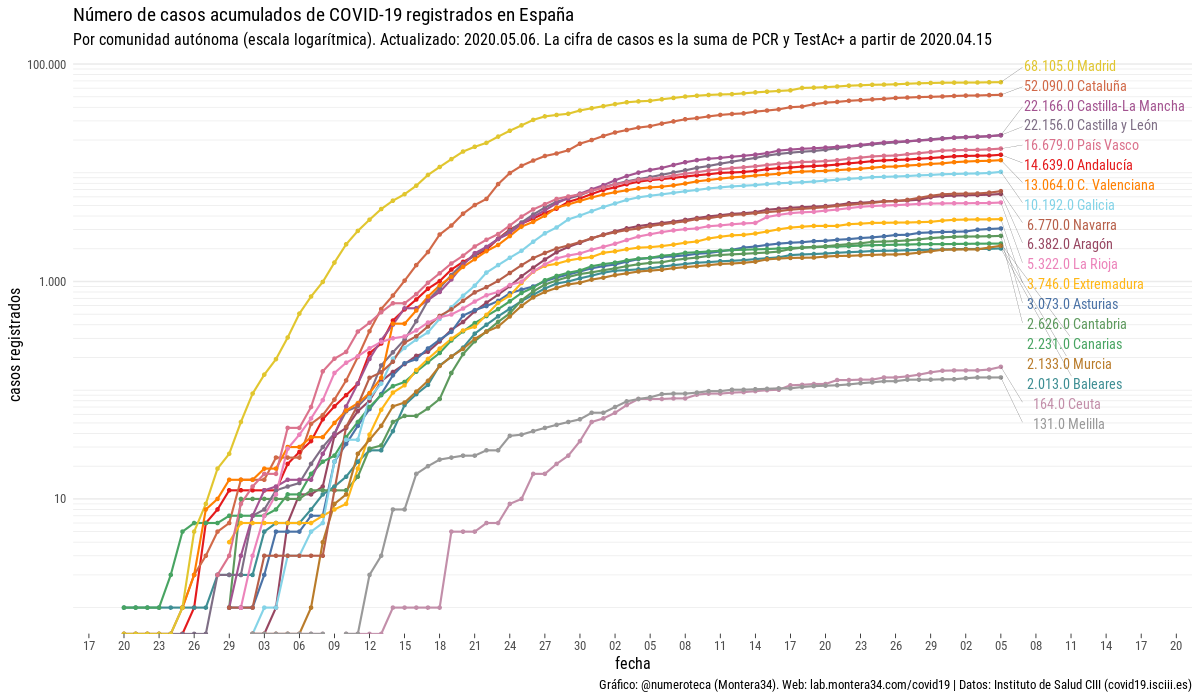 Número de casos acumulados de COVID-19 registrados en España
Por comunidad autónoma (escala logarítmica). Actualizado: 2020.05.06. La cifra de casos es la suma de PCR y TestAc+ a partir de 2020.04.15
100.000
1.000
10
casos registrados
68.105.0 Madrid
52.090.0 Cataluña
22.166.0 Castilla-La Mancha
22.156.0 Castilla y León
16.679.0 País Vasco
14.639.0 Andalucía
13.064.0 C. Valenciana
10.192.0 Galicia
6.770.0 Navarra
6.382.0 Aragón
5.322.0 La Rioja
3.746.0 Extremadura
3.073.0 Asturias
2.626.0 Cantabria
2.231.0 Canarias
2.133.0 Murcia
2.013.0 Baleares
164.0 Ceuta
131.0 Melilla
17 20 23 26 29 03 06 09 12 15 18 21 24 27 30 02 05 08 11 14 17 20 23 26 29 02 05 08 11 14 17 20
fecha
Gráfico: @numeroteca (Montera34). Web: lab.montera34.com/covid19 | Datos: Instituto de Salud CIII (covid19.isciii.es)